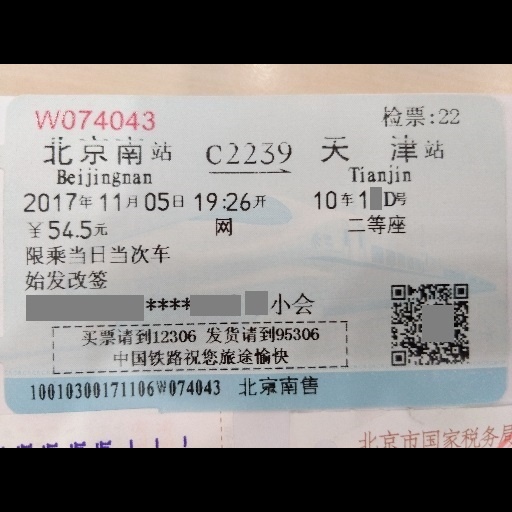 W074043
检票:22
北京南站 C2239 天津站
Beijingnan Tianjin
2017年11月05日 19:26开 10车1 D号
￥54.5元 网 二等座
限乘当日当次车
始发改签
**** 小会
买票请到12306 发货请到95306
中国铁路祝您旅途愉快
10010300171106W074043 北京南售
北京市国家税务局